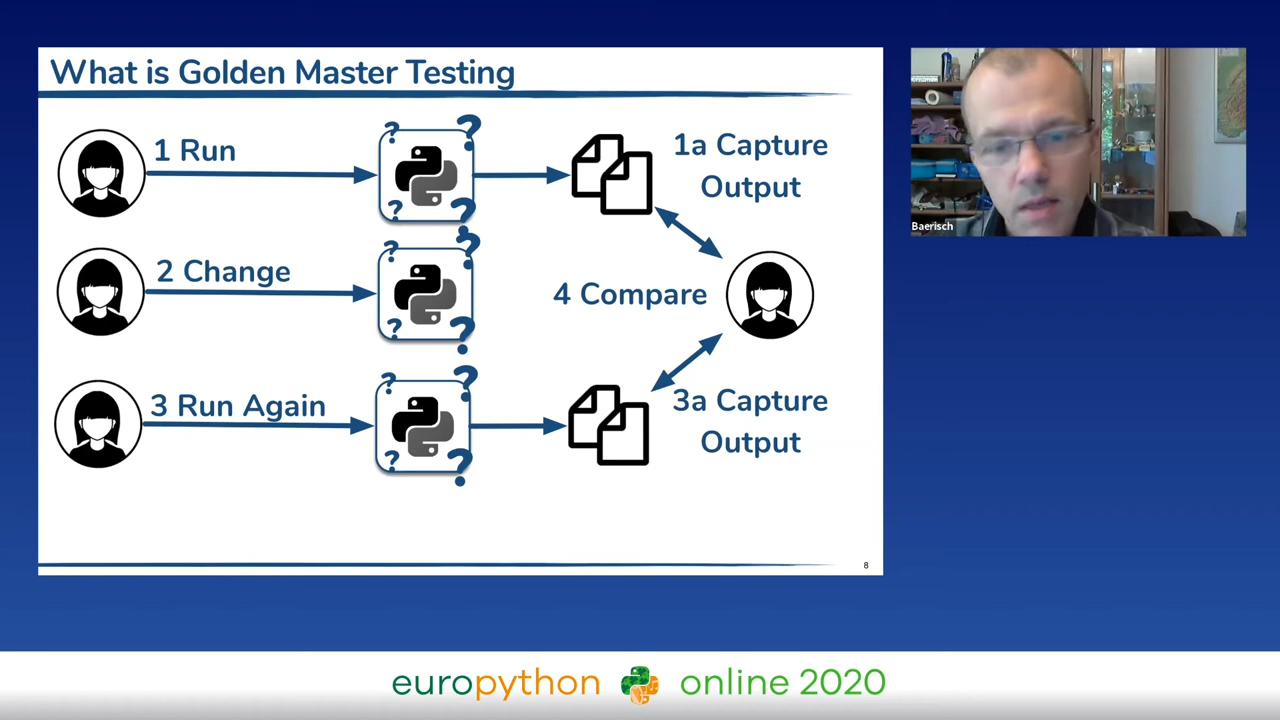 What is Golden Master Testing
1 Run
1a Capture
Output
2 Change
4 Compare
3 Run Again
3a Capture
Output
8
Baerisch
europython online 2020